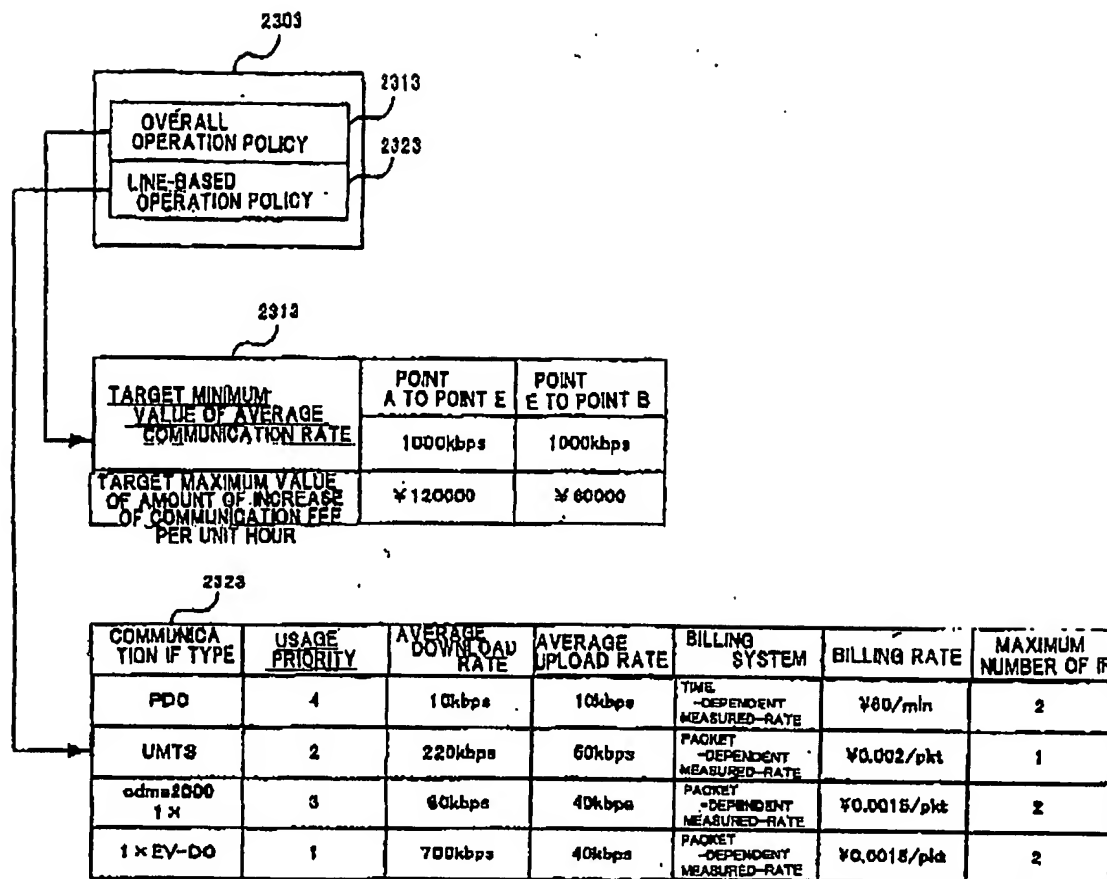 2303
2313
OVERALL
OPERATION POLICY
2323
LINE-BASED
OPERATION POLICY
2313
TARGET MINIMUM
VALUE OF AVERAGE
COMMUNICATION RATE
POINT
A TO POINT E
POINT
E TO POINT B
1000kbps
1000kbps
TARGET MAXIMUM VALUE
OF AMOUNT OF INCREASE
OF COMMUNICATION FEE
PER UNIT HOUR
¥120000
¥60000
2323
COMMUNICA
TION IF TYPE
USAGE
PRIORITY
AVERAGE
DOWNLOAD
RATE
AVERAGE
UPLOAD RATE
BILLING
SYSTEM
BILLING RATE
MAXIMUM
NUMBER OF IF
PDC
4
10kbps
10kbps
TIME
-DEPENDENT
MEASURED-RATE
¥60/min
2
UMTS
2
220kbps
60kbps
PACKET
-DEPENDENT
MEASURED-RATE
¥0.002/pkt
1
cdma2000
1×
3
60kbps
40kbps
PACKET
-DEPENDENT
MEASURED-RATE
¥0.0015/pkt
2
1×EV-DO
1
700kbps
40kbps
PACKET
-DEPENDENT
MEASURED-RATE
¥0.0015/pkt
2